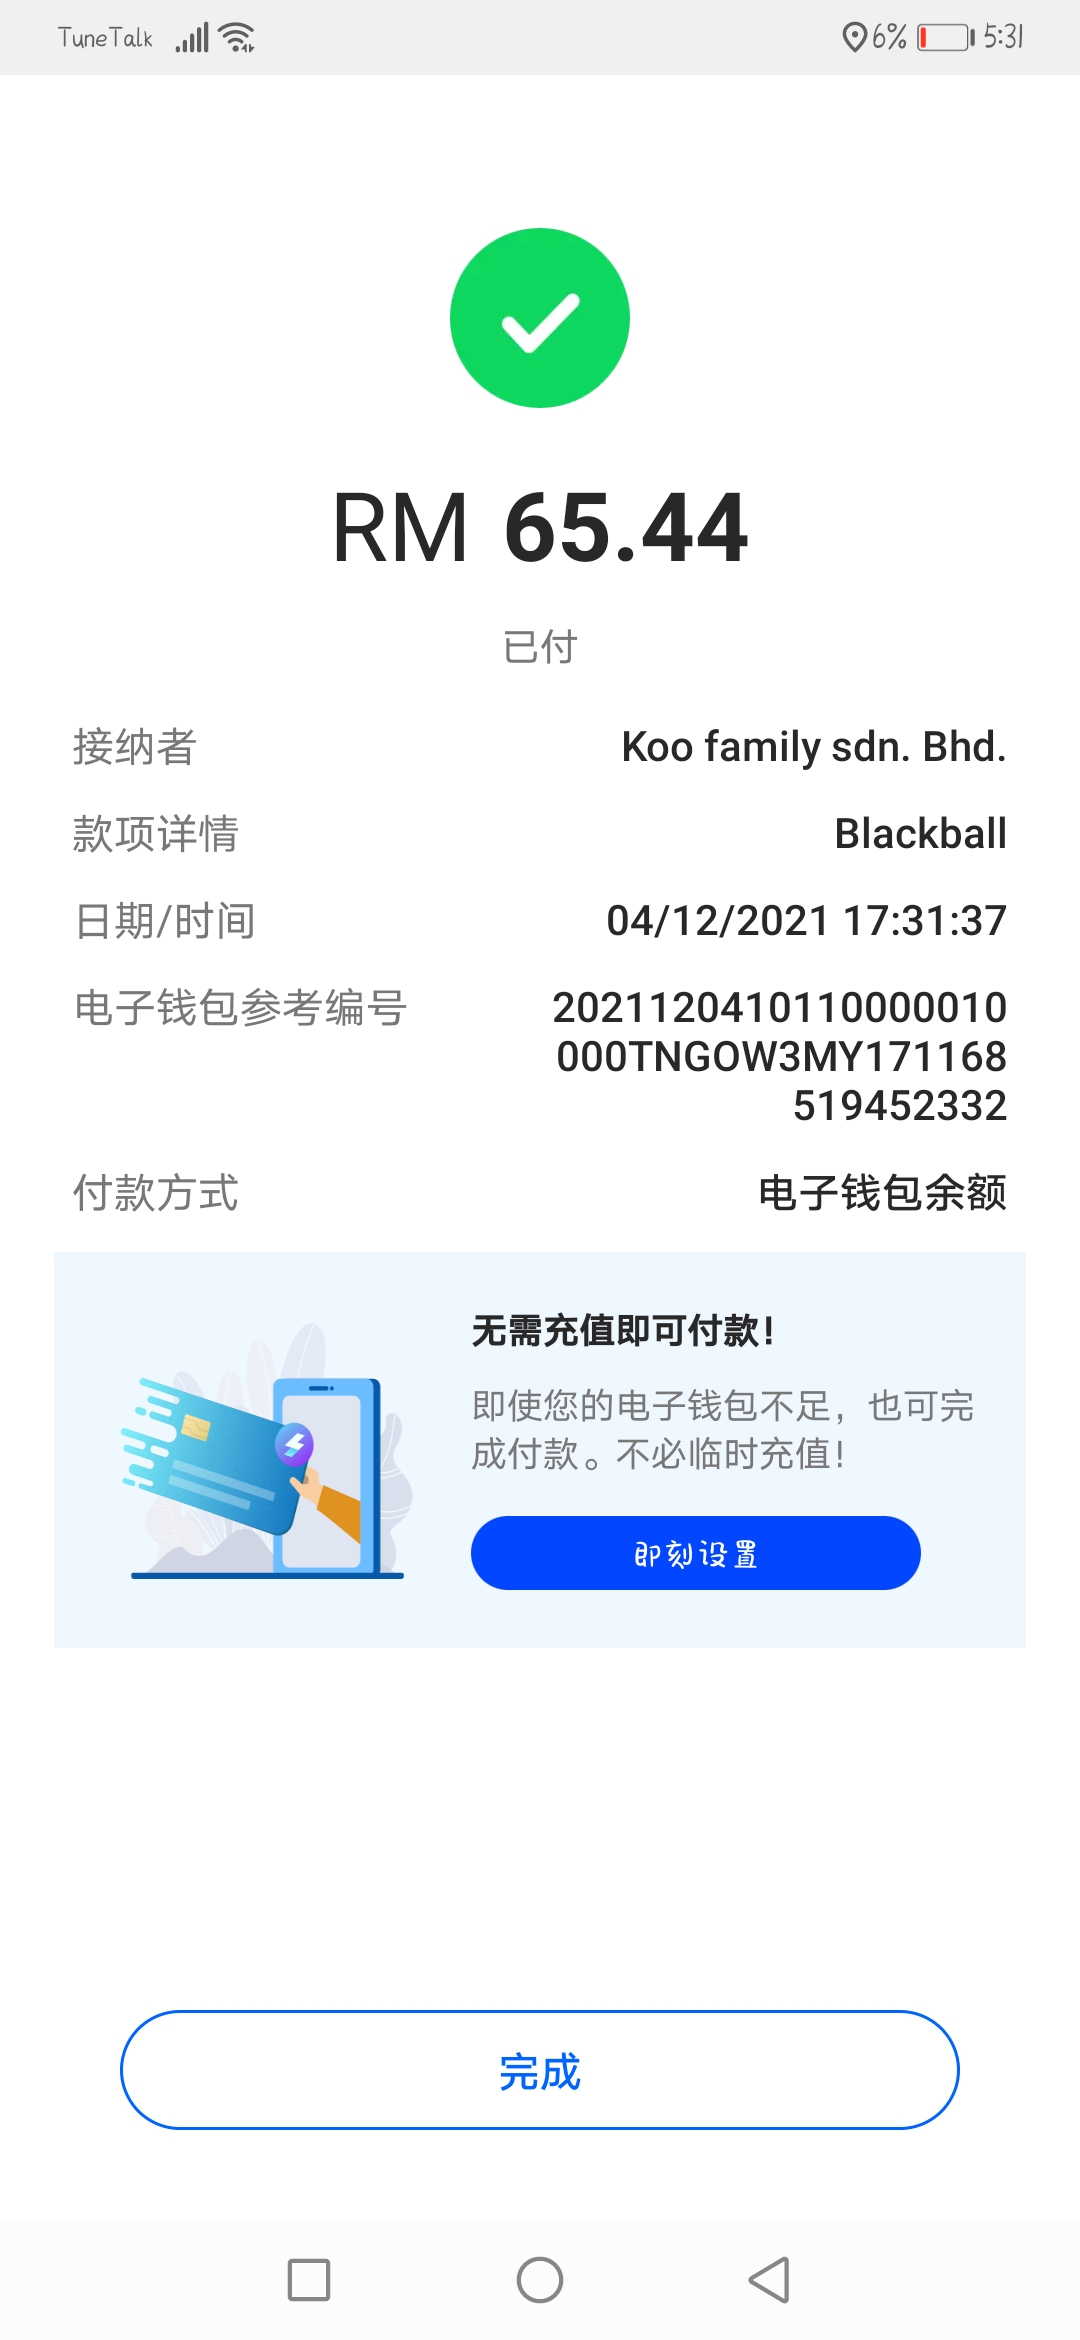 TuneTalk 6% 5:31
RM 65.44
已付
接纳者 Koo family sdn. Bhd.
款项详情 Blackball
日期/时间 04/12/2021 17:31:37
电子钱包参考编号 2021120410110000010
000TNGOW3MY171168
519452332
付款方式 电子钱包余额
无需充值即可付款!
即使您的电子钱包不足，也可完
成付款。不必临时充值!
即刻设置
完成